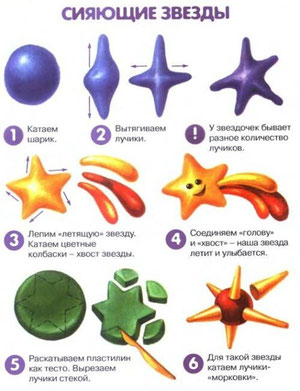 СИЯЮЩИЕ ЗВЕЗДЫ
1 Катаем
шарик.
2 Вытягиваем
лучики.
! У звездочек бывает
разное количество
лучиков.
3 Лепим «летящую» звезду.
Катаем цветные
колбаски – хвост звезды.
4 Соединяем «голову»
и «хвост» – наша звезда
летит и улыбается.
5 Раскатываем пластилин
как тесто. Вырезаем
лучики стекой.
6 Для такой звезды
катаем лучики-
«морковки».